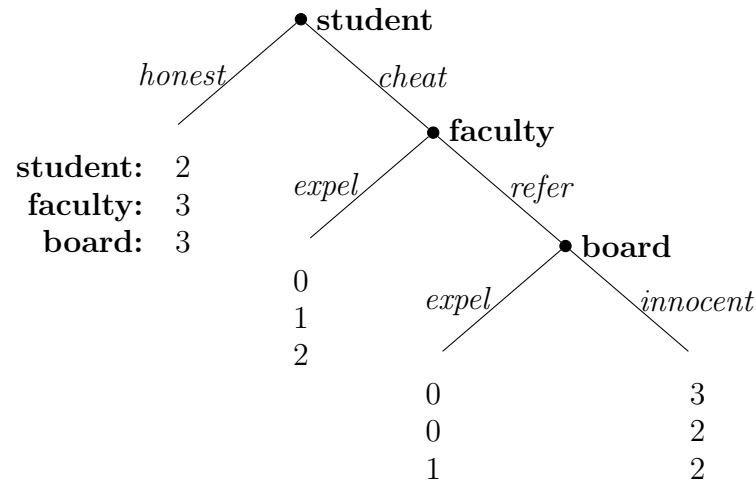 student
honest
cheat
faculty
student: 2
faculty: 3
board: 3
expel
refer
board
0
1
2
expel
innocent
0
0
1
3
2
2